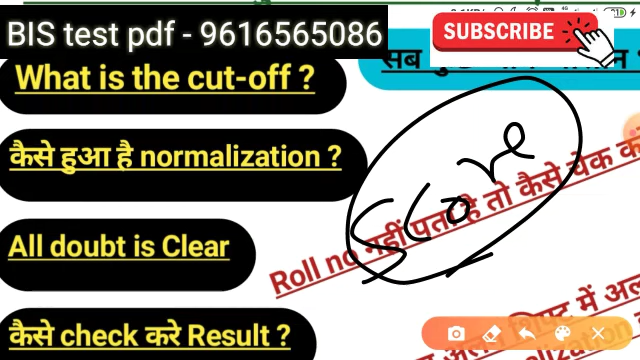 BIS test pdf - 9616565086
SUBSCRIBE
What is the cut-off ?
सब
कैसे हुआ है normalization ?
Score
Roll no नहीं पता है तो कैसे चेक
All doubt is Clear
शिफ्ट में
कैसे check करे Result ?